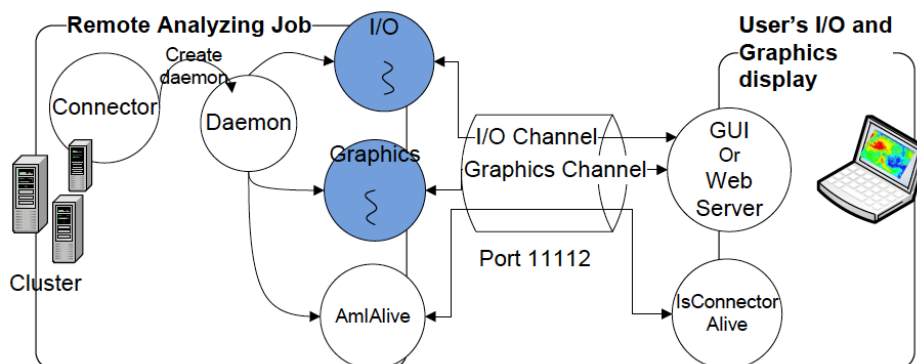 Remote Analyzing Job
I/O
User's I/O and
Graphics
display
Create
daemon
Connector
Daemon
I/O Channel
Graphics Channel
GUI
Or
Web
Server
Graphics
Port 11112
Cluster
AmIAlive
IsConnector
Alive